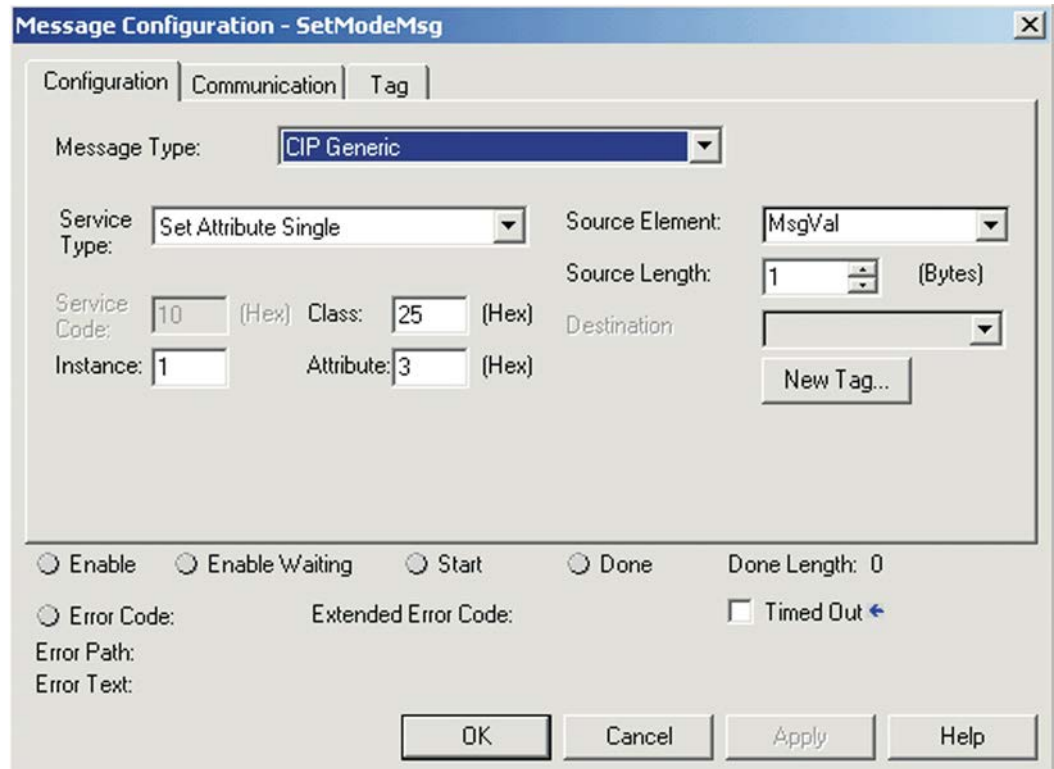 Message Configuration - SetModeMsg
Configuration Communication Tag
Message Type: CIP Generic
Service Type: Set Attribute Single
Source Element: MsgVal
Source Length: 1 (Bytes)
Service Code: 10 (Hex) Class: 25 (Hex)
Destination
Instance: 1 Attribute: 3 (Hex)
New Tag...
Enable Enable Waiting Start Done Done Length: 0
Error Code: Extended Error Code: Timed Out
Error Path:
Error Text:
OK Cancel Apply Help